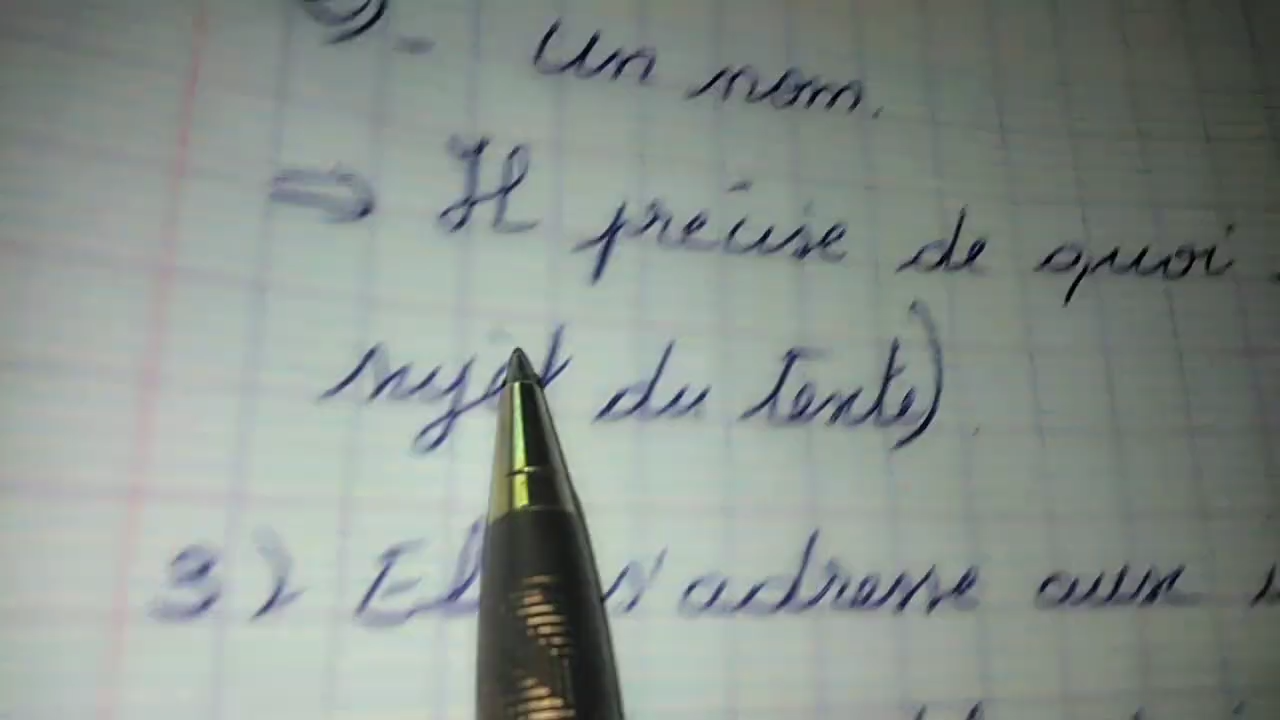 - Un nom.
⇒ Il précise de quoi
sujet du texte)
3) s'adresse aux